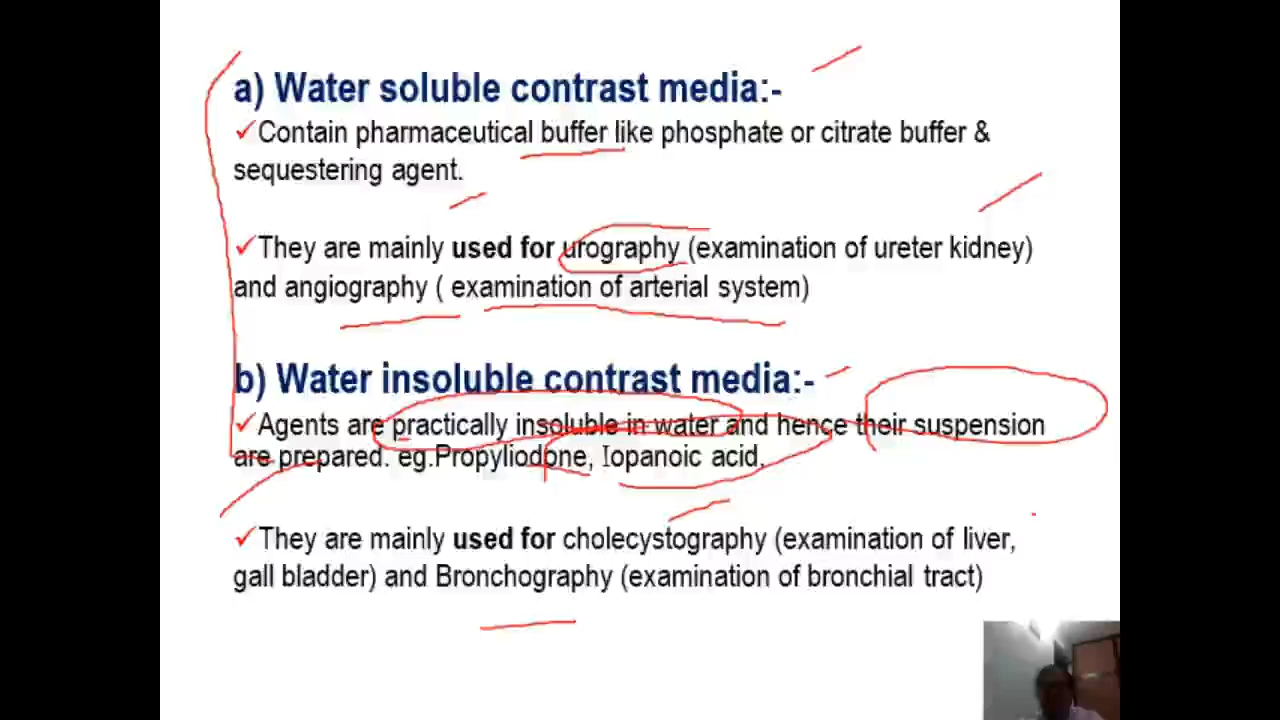 a) Water soluble contrast media:-
✓Contain pharmaceutical buffer like phosphate or citrate buffer &
sequestering agent.
✓They are mainly used for urography (examination of ureter kidney)
and angiography ( examination of arterial system)
b) Water insoluble contrast media:-
✓Agents are practically insoluble in water and hence their suspension
are prepared. eg.Propyliodone, Iopanoic acid.
✓They are mainly used for cholecystography (examination of liver,
gall bladder) and Bronchography (examination of bronchial tract)